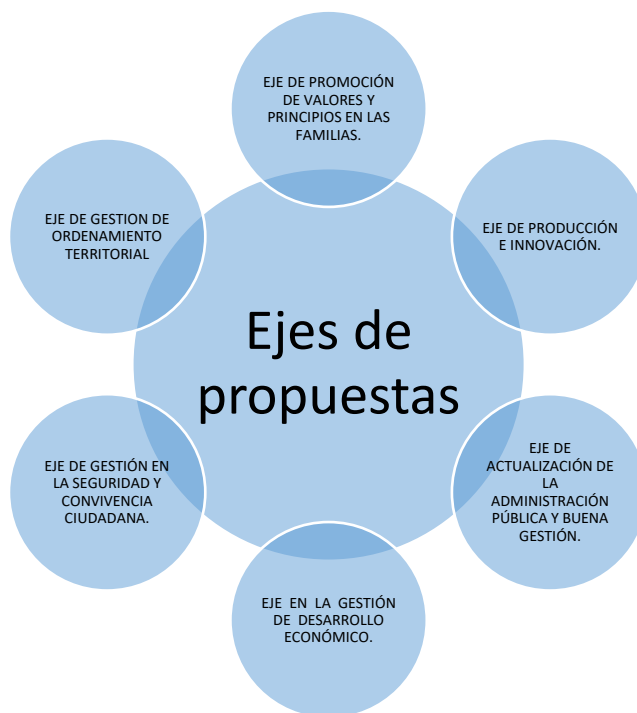 EJE DE PROMOCIÓN
DE VALORES Y
PRINCIPIOS EN LAS
FAMILIAS.
EJE DE GESTION DE
ORDENAMIENTO
TERRITORIAL
EJE DE PRODUCCIÓN
E INNOVACIÓN.
Ejes de
propuestas
EJE DE GESTIÓN EN
LA SEGURIDAD Y
CONVIVENCIA
CIUDADANA.
EJE DE
ACTUALIZACIÓN DE
LA
ADMINISTRACIÓN
PÚBLICA Y BUENA
GESTIÓN.
EJE EN LA GESTIÓN
DE DESARROLLO
ECONÓMICO.